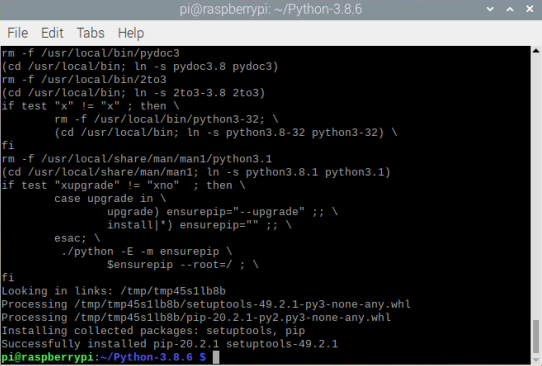 pi@raspberrypi: ~/Python-3.8.6
File Edit Tabs Help
rm -f /usr/local/bin/pydoc3
(cd /usr/local/bin; ln -s pydoc3.8 pydoc3)
rm -f /usr/local/bin/2to3
(cd /usr/local/bin; ln -s 2to3-3.8 2to3)
if test "x" != "x" ; then \
        rm -f /usr/local/bin/python3-32; \
        (cd /usr/local/bin; ln -s python3.8-32 python3-32) \
fi
rm -f /usr/local/share/man/man1/python3.1
(cd /usr/local/share/man/man1; ln -s python3.8.1 python3.1)
if test "xupgrade" != "xno"  ; then \
        case upgrade in \
                upgrade) ensurepip="--upgrade" ;; \
                install|*) ensurepip="" ;; \
        esac; \
         ./python -E -m ensurepip \
                $ensurepip --root=/ ; \
fi
Looking in links: /tmp/tmp45s1lb8b
Processing /tmp/tmp45s1lb8b/setuptools-49.2.1-py3-none-any.whl
Processing /tmp/tmp45s1lb8b/pip-20.2.1-py2.py3-none-any.whl
Installing collected packages: setuptools, pip
Successfully installed pip-20.2.1 setuptools-49.2.1
pi@raspberrypi:~/Python-3.8.6 $